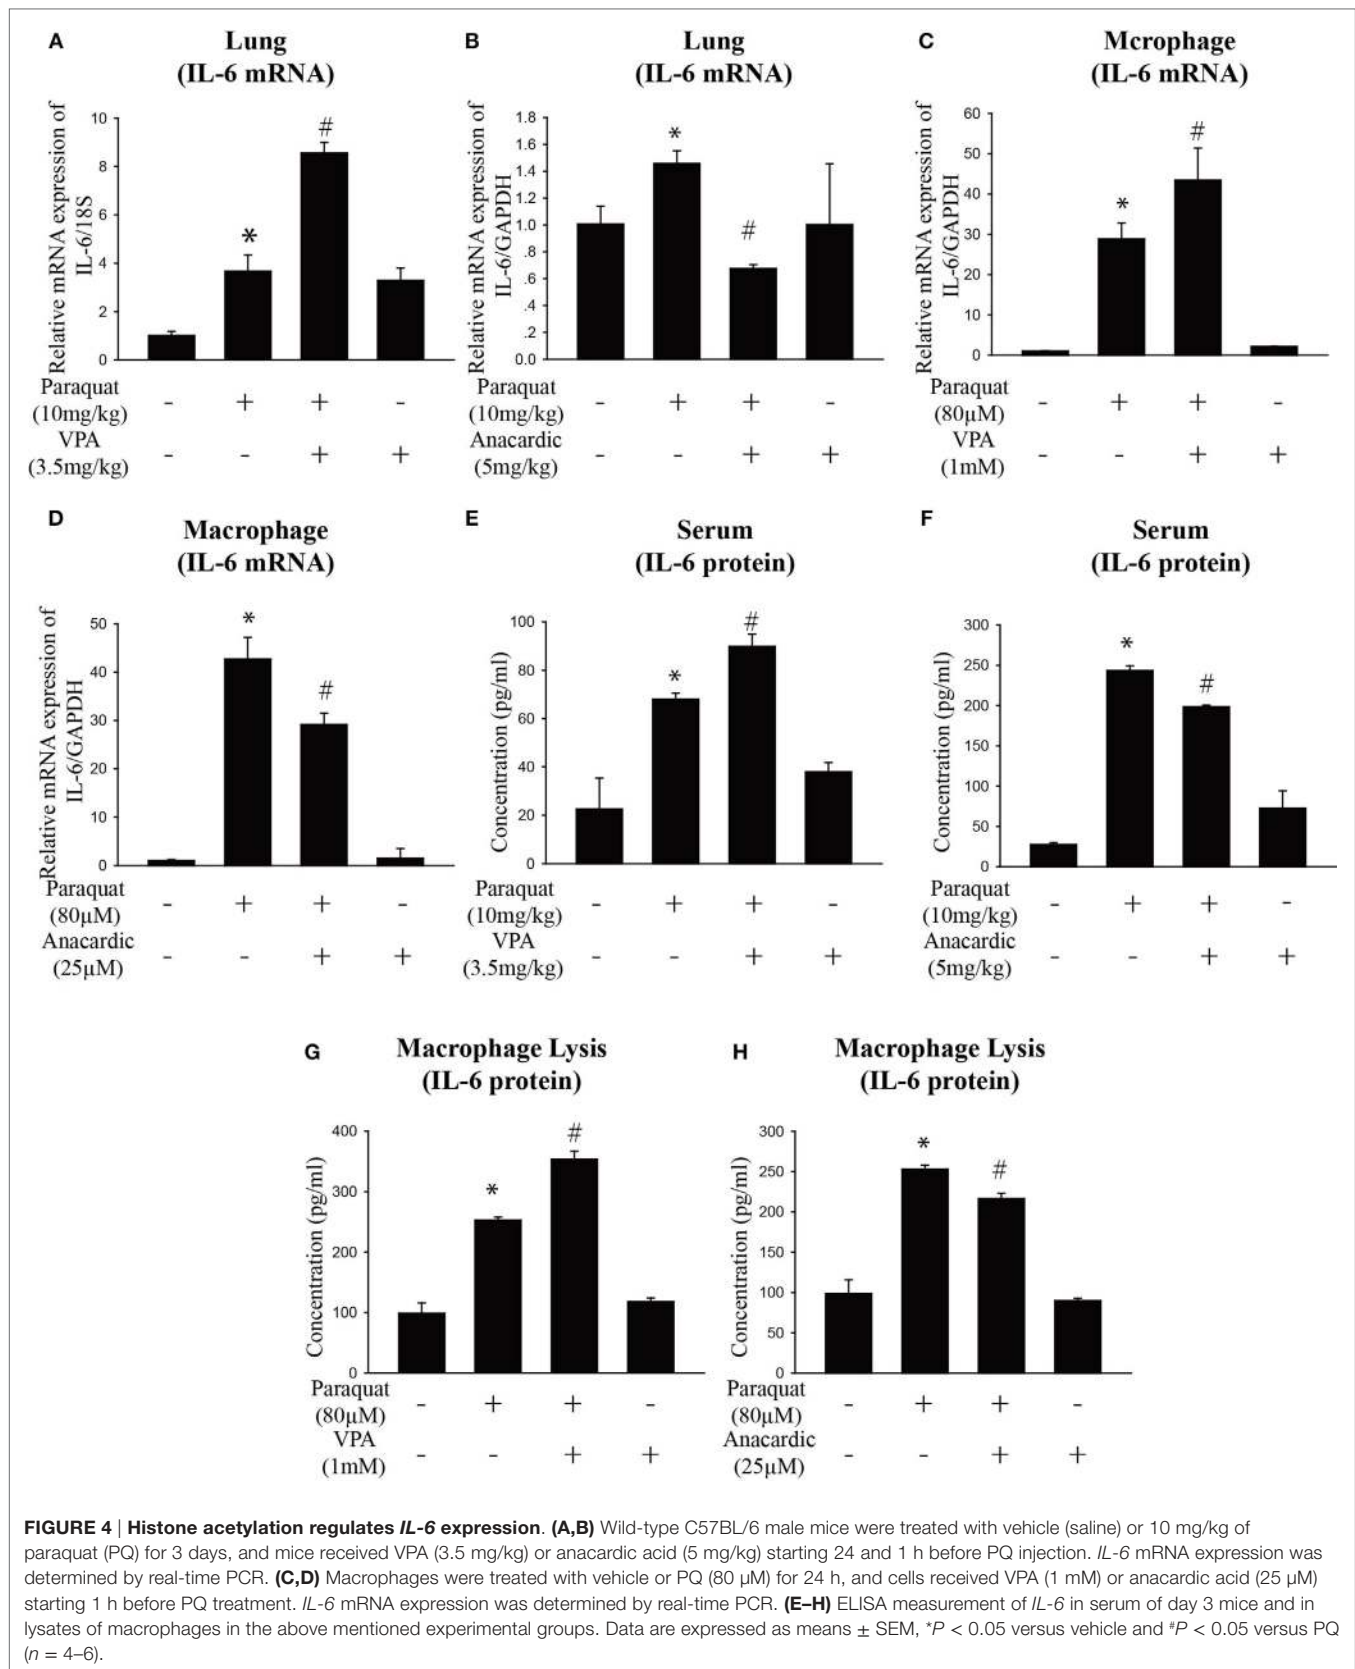 A
Lung
(IL-6 mRNA)
Relative mRNA expression of
IL-6/18S
10
8
6
4
2
0
*
#
Paraquat
(10mg/kg)
- + + -
VPA
(3.5mg/kg)
- - + +
B
Lung
(IL-6 mRNA)
Relative mRNA expression of
IL-6/GAPDH
1.8
1.6
1.4
1.2
1.0
.8
.6
.4
.2
0.0
*
#
Paraquat
(10mg/kg)
- + + -
Anacardic
(5mg/kg)
- - + +
C
Mcrophage
(IL-6 mRNA)
Relative mRNA expression of
IL-6/GAPDH
60
50
40
30
20
10
0
*
#
Paraquat
(80µM)
- + + -
VPA
(1mM)
- - + +
D
Macrophage
(IL-6 mRNA)
Relative mRNA expression of
IL-6/GAPDH
50
40
30
20
10
0
*
#
Paraquat
(80µM)
- + + -
Anacardic
(25µM)
- - + +
E
Serum
(IL-6 protein)
Concentration (pg/ml)
100
80
60
40
20
0
*
#
Paraquat
(10mg/kg)
- + + -
VPA
(3.5mg/kg)
- - + +
F
Serum
(IL-6 protein)
Concentration (pg/ml)
300
250
200
150
100
50
0
*
#
Paraquat
(10mg/kg)
- + + -
Anacardic
(5mg/kg)
- - + +
G
Macrophage Lysis
(IL-6 protein)
Concentration (pg/ml)
400
300
200
100
0
*
#
Paraquat
(80µM)
- + + -
VPA
(1mM)
- - + +
H
Macrophage Lysis
(IL-6 protein)
Concentration (pg/ml)
300
250
200
150
100
50
0
*
#
Paraquat
(80µM)
- + + -
Anacardic
(25µM)
- - + +
FIGURE 4 | Histone acetylation regulates IL-6 expression. (A,B) Wild-type C57BL/6 male mice were treated with vehicle (saline) or 10 mg/kg of
paraquat (PQ) for 3 days, and mice received VPA (3.5 mg/kg) or anacardic acid (5 mg/kg) starting 24 and 1 h before PQ injection. IL-6 mRNA expression was
determined by real-time PCR. (C,D) Macrophages were treated with vehicle or PQ (80 µM) for 24 h, and cells received VPA (1 mM) or anacardic acid (25 µM)
starting 1 h before PQ treatment. IL-6 mRNA expression was determined by real-time PCR. (E–H) ELISA measurement of IL-6 in serum of day 3 mice and in
lysates of macrophages in the above mentioned experimental groups. Data are expressed as means ± SEM, *P < 0.05 versus vehicle and #P < 0.05 versus PQ
(n = 4–6).